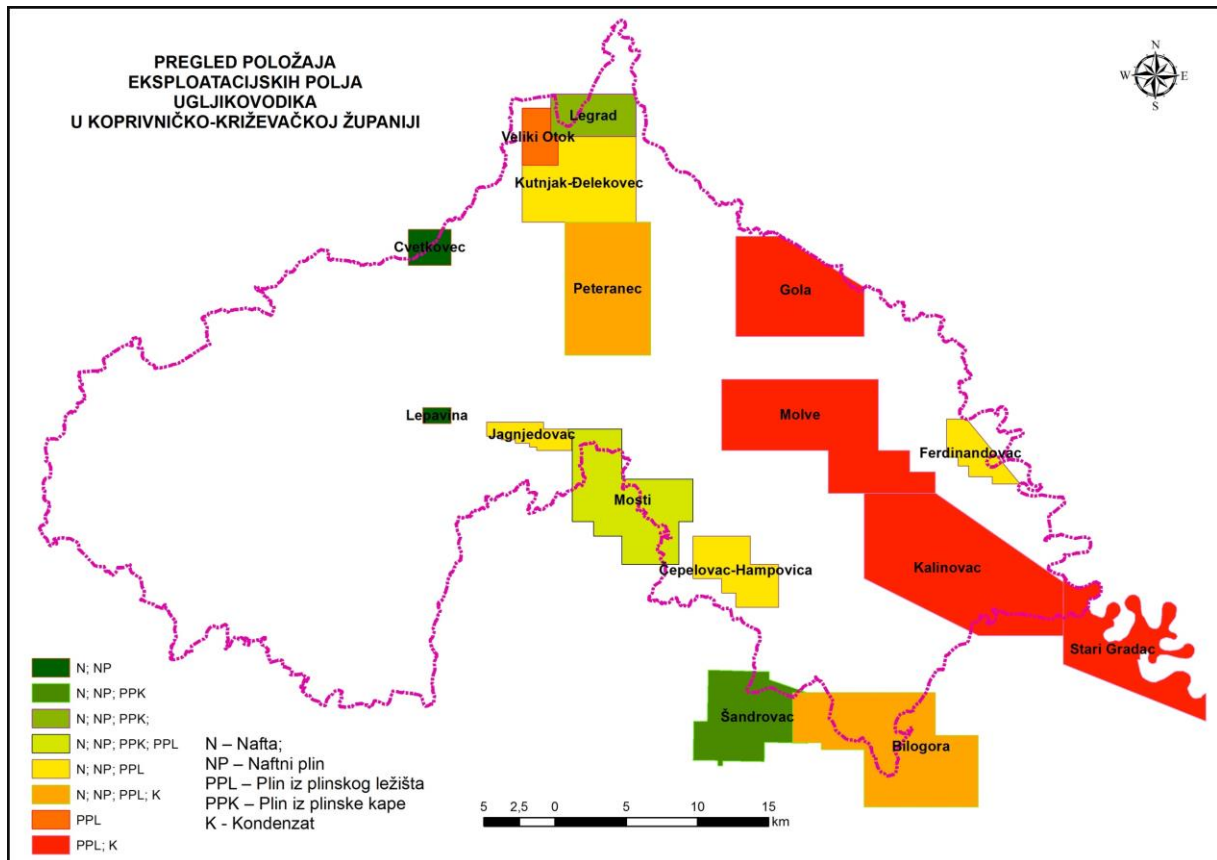 PREGLED POLOŽAJA
EKSPLOATACIJSKIH POLJA
UGLJIKOVODIKA
U KOPRIVNIČKO-KRIŽEVAČKOJ ŽUPANIJI
N
W E
S
Legrad
Veliki Otok
Kutnjak-Đelekovec
Cvetkovec
Peteranec
Gola
Lepavina
Molve
Jagnjedovac
Ferdinandovac
Mosti
Čepelovac-Hampovica
Kalinovac
Stari Gradac
Šandrovac
Bilogora
N; NP
N; NP; PPK
N; NP; PPK;
N; NP; PPK; PPL
N; NP; PPL
N; NP; PPL; K
PPL
PPL; K
N – Nafta;
NP – Naftni plin
PPL – Plin iz plinskog ležišta
PPK – Plin iz plinske kape
K - Kondenzat
5 2,5 0 5 10 15
km